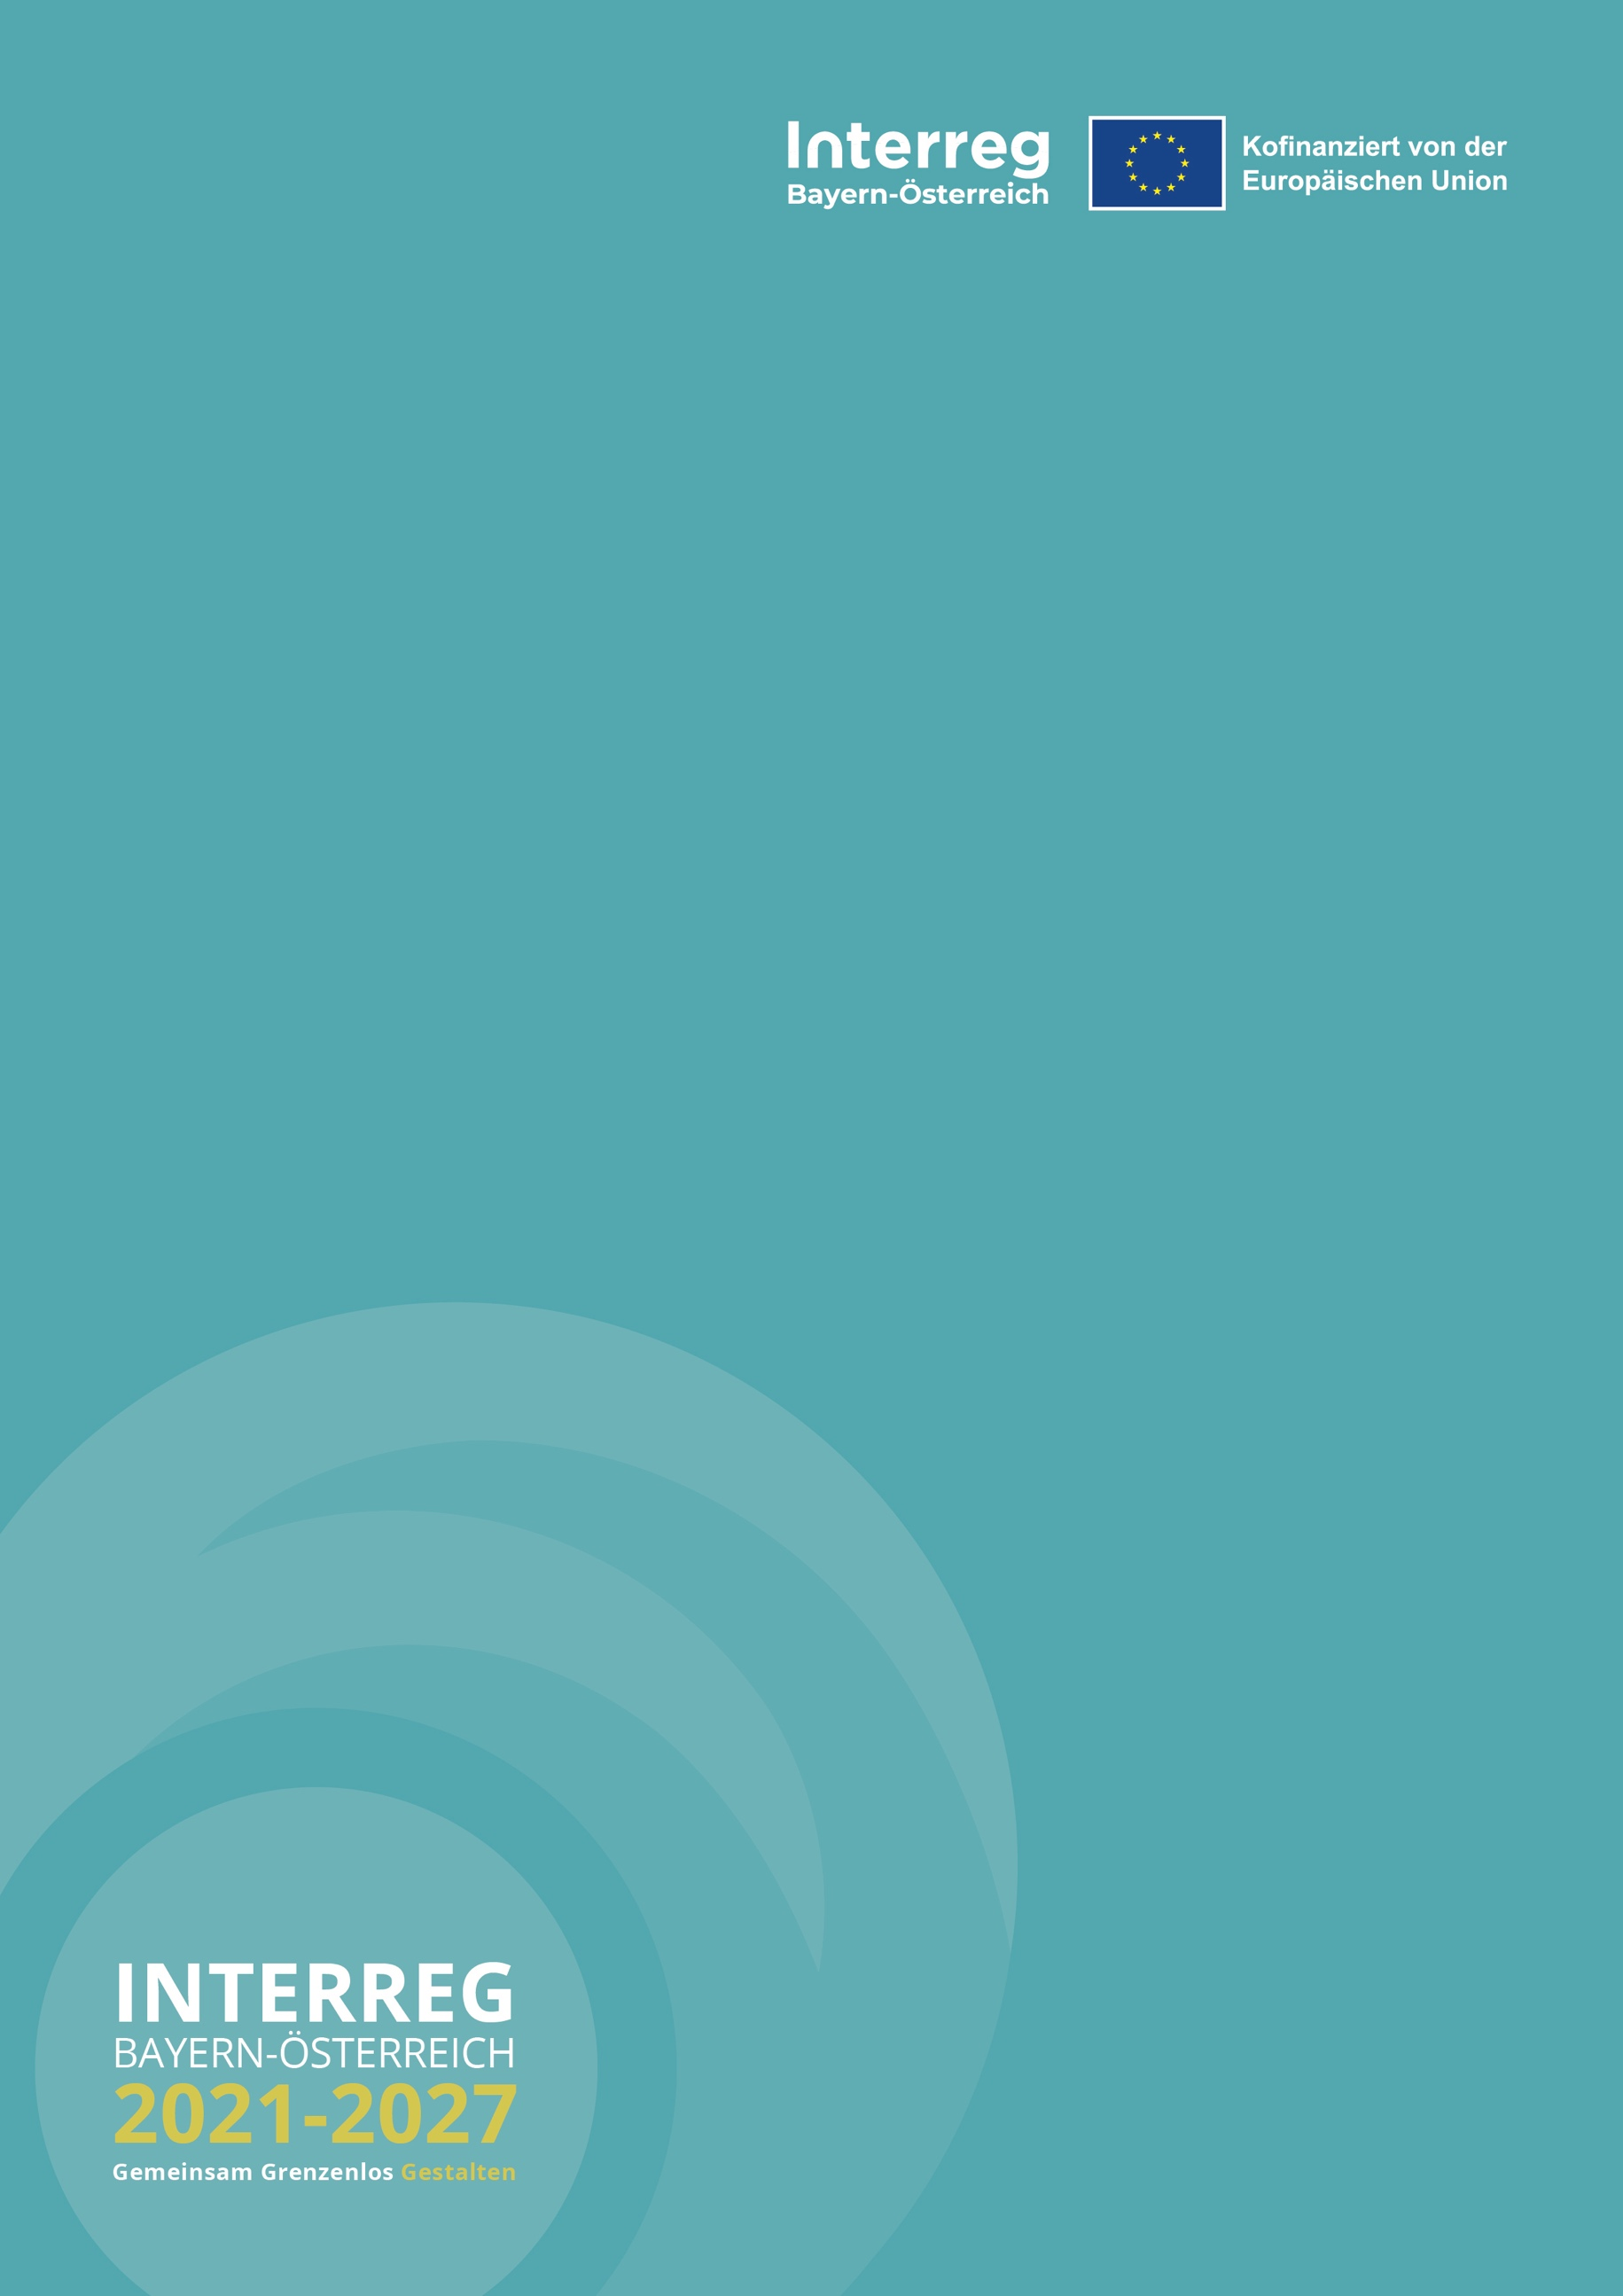 Interreg
Bayern-Österreich
Kofinanziert von der
Europäischen Union
INTERREG
BAYERN-ÖSTERREICH
2021-2027
Gemeinsam Grenzenlos Gestalten